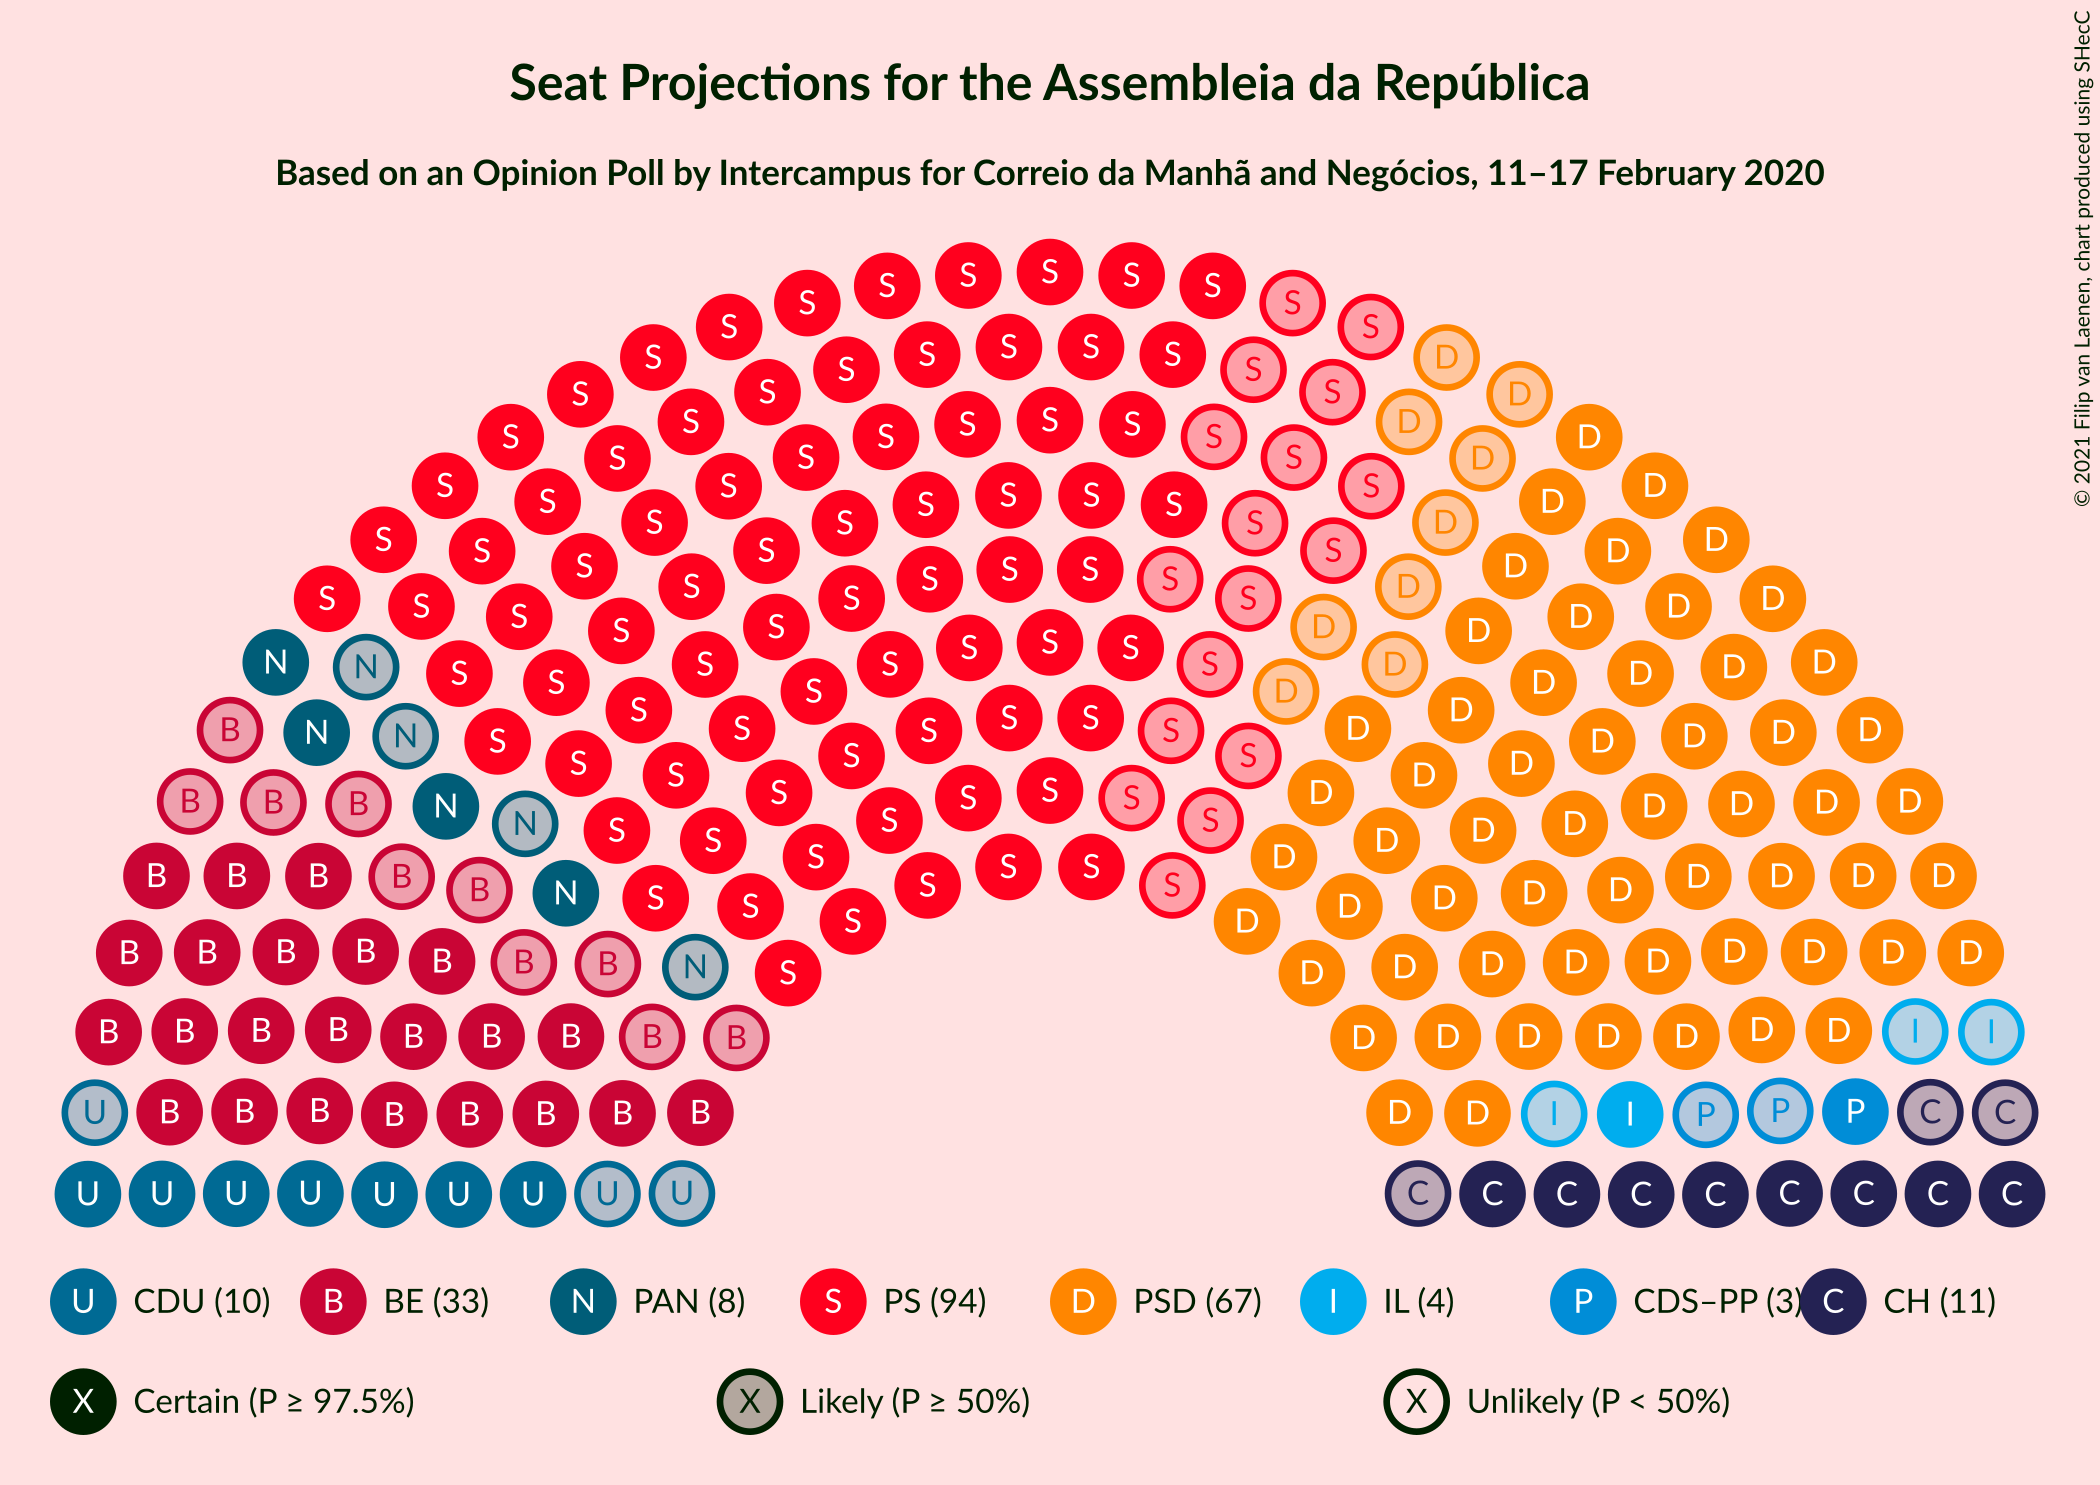 Seat Projections for the Assembleia da República
Based on an Opinion Poll by Intercampus for Correio da Manhã and Negócios, 11–17 February 2020
© 2021 Filip van Laenen, chart produced using SHecC
U CDU (10) B BE (33) N PAN (8) S PS (94) D PSD (67) I IL (4) P CDS–PP (3) C CH (11)
X Certain (P ≥ 97.5%) X Likely (P ≥ 50%) X Unlikely (P < 50%)